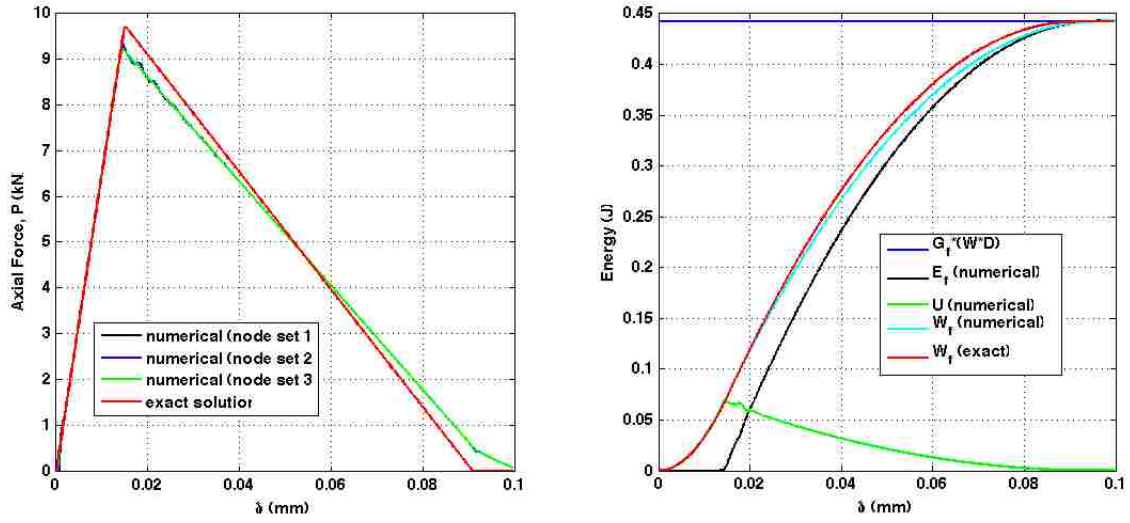 10
9
8
7
6
5
4
3
2
1
0
Axial Force, P (kN
numerical (node set 1
numerical (node set 2
numerical (node set 3
exact solution
0
0.02
0.04
0.06
0.08
0.1
δ (mm)
0.45
0.4
0.35
0.3
0.25
0.2
0.15
0.1
0.05
0
Energy (J)
G_f*(W*D)
E_f (numerical)
U (numerical)
W_f (numerical)
W_f (exact)
0
0.02
0.04
0.06
0.08
0.1
δ (mm)